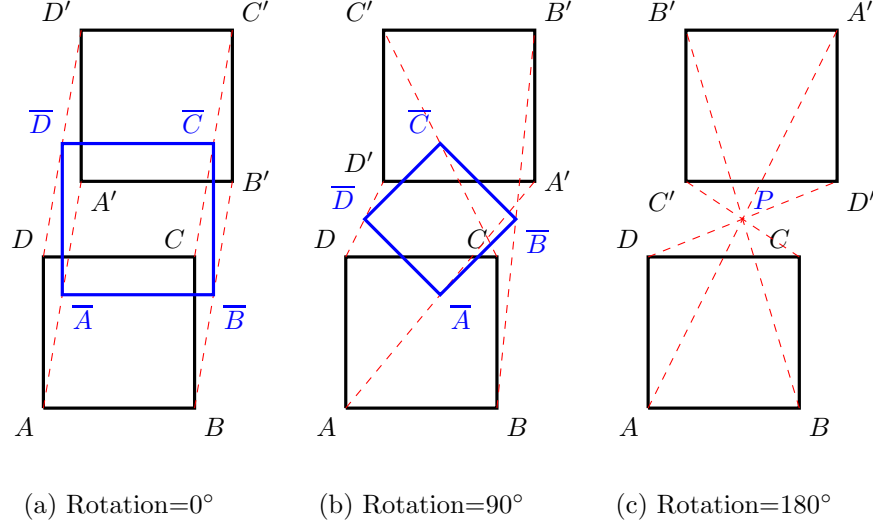 D′ C′ C′ B′ B′ A′
D̅ C̅ C̅
A′ B′ D′ A′ C′ P D′
D̅
D C D C B̅ D C
A̅ B̅ A̅
A B A B A B
(a) Rotation=0° (b) Rotation=90° (c) Rotation=180°